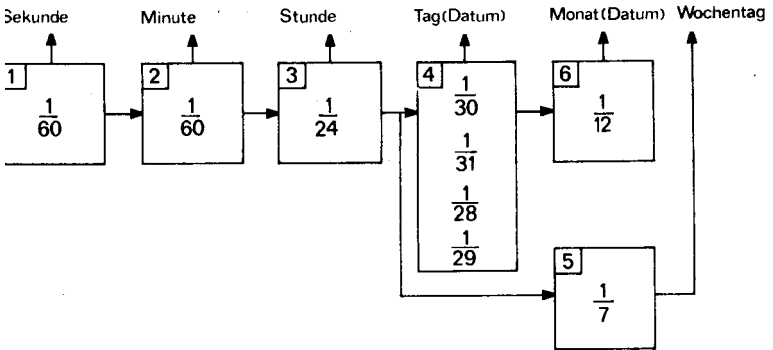 Sekunde Minute Stunde Tag(Datum) Monat(Datum) Wochentag
1 2 3 4 6
1/60 1/60 1/24 1/30 1/12
1/31
1/28
1/29
5
1/7